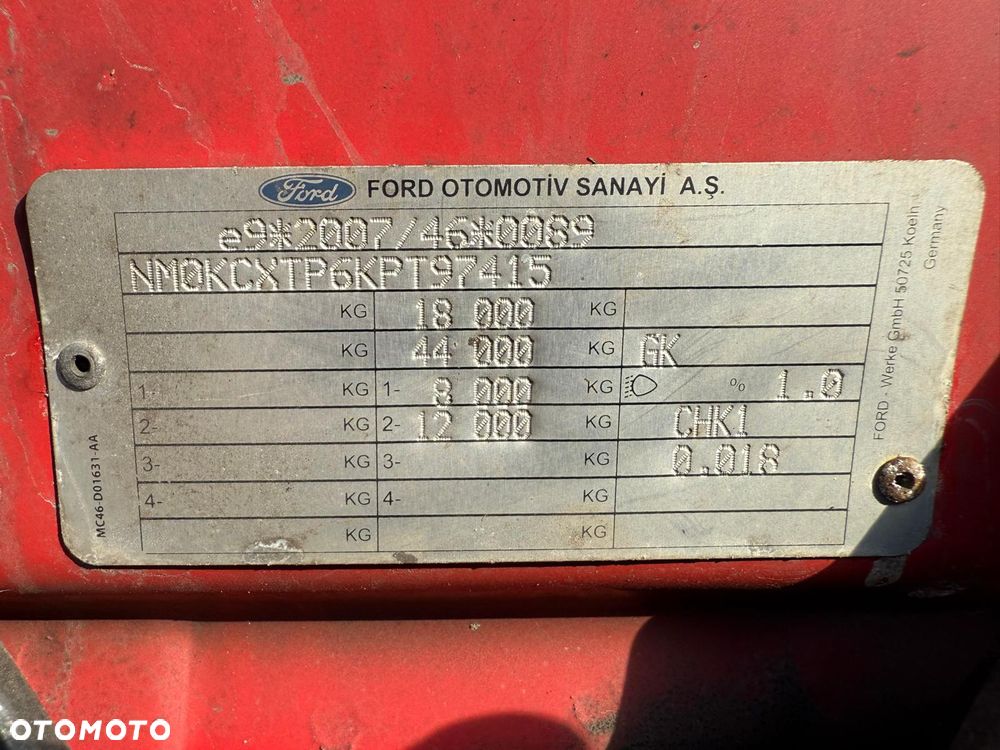 Ford FORD OTOMOTİV SANAYİ A.Ş.
e9*2007/46*0089
NM0KCXTP6KPT97415
KG 18 000 KG
KG 44 000 KG GK
1- KG 1- 8 000 KG % 1.0
2- KG 2- 12 000 KG CHK1
3- KG 3- KG 0.018
4- KG 4- KG
KG KG
MC46-D01631-AA
FORD - Werke GmbH 50725 Koeln
Germany
OTOMOTO